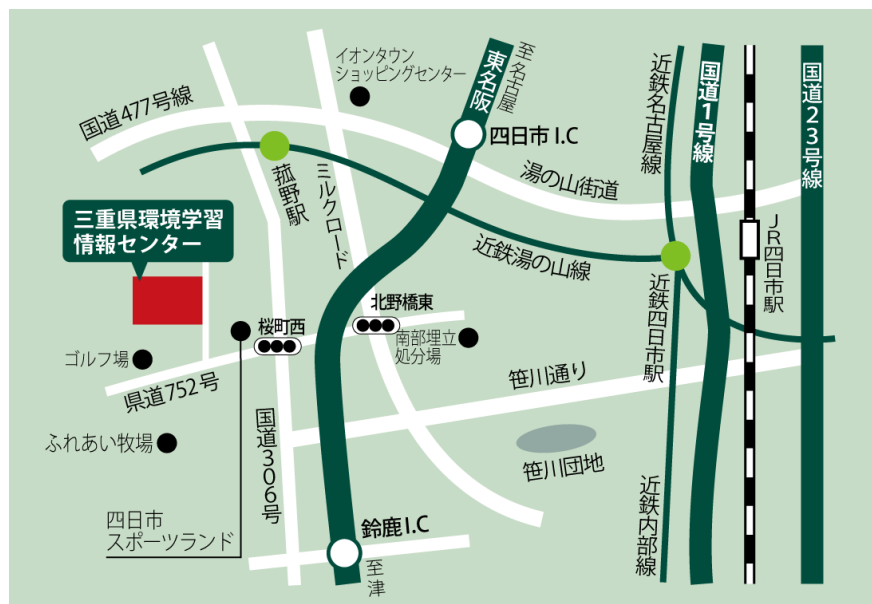 イオンタウン
ショッピングセンター
至名古屋
東名阪
国道477号線
四日市I.C
近鉄名古屋線
国道1号線
国道23号線
菰野駅
ミルクロード
湯の山街道
三重県環境学習
情報センター
近鉄湯の山線
JR四日市駅
近鉄四日市駅
北野橋東
桜町西
南部埋立
処分場
ゴルフ場
県道752号
笹川通り
国道306号
ふれあい牧場
笹川団地
四日市
スポーツランド
鈴鹿I.C
至津
近鉄内部線